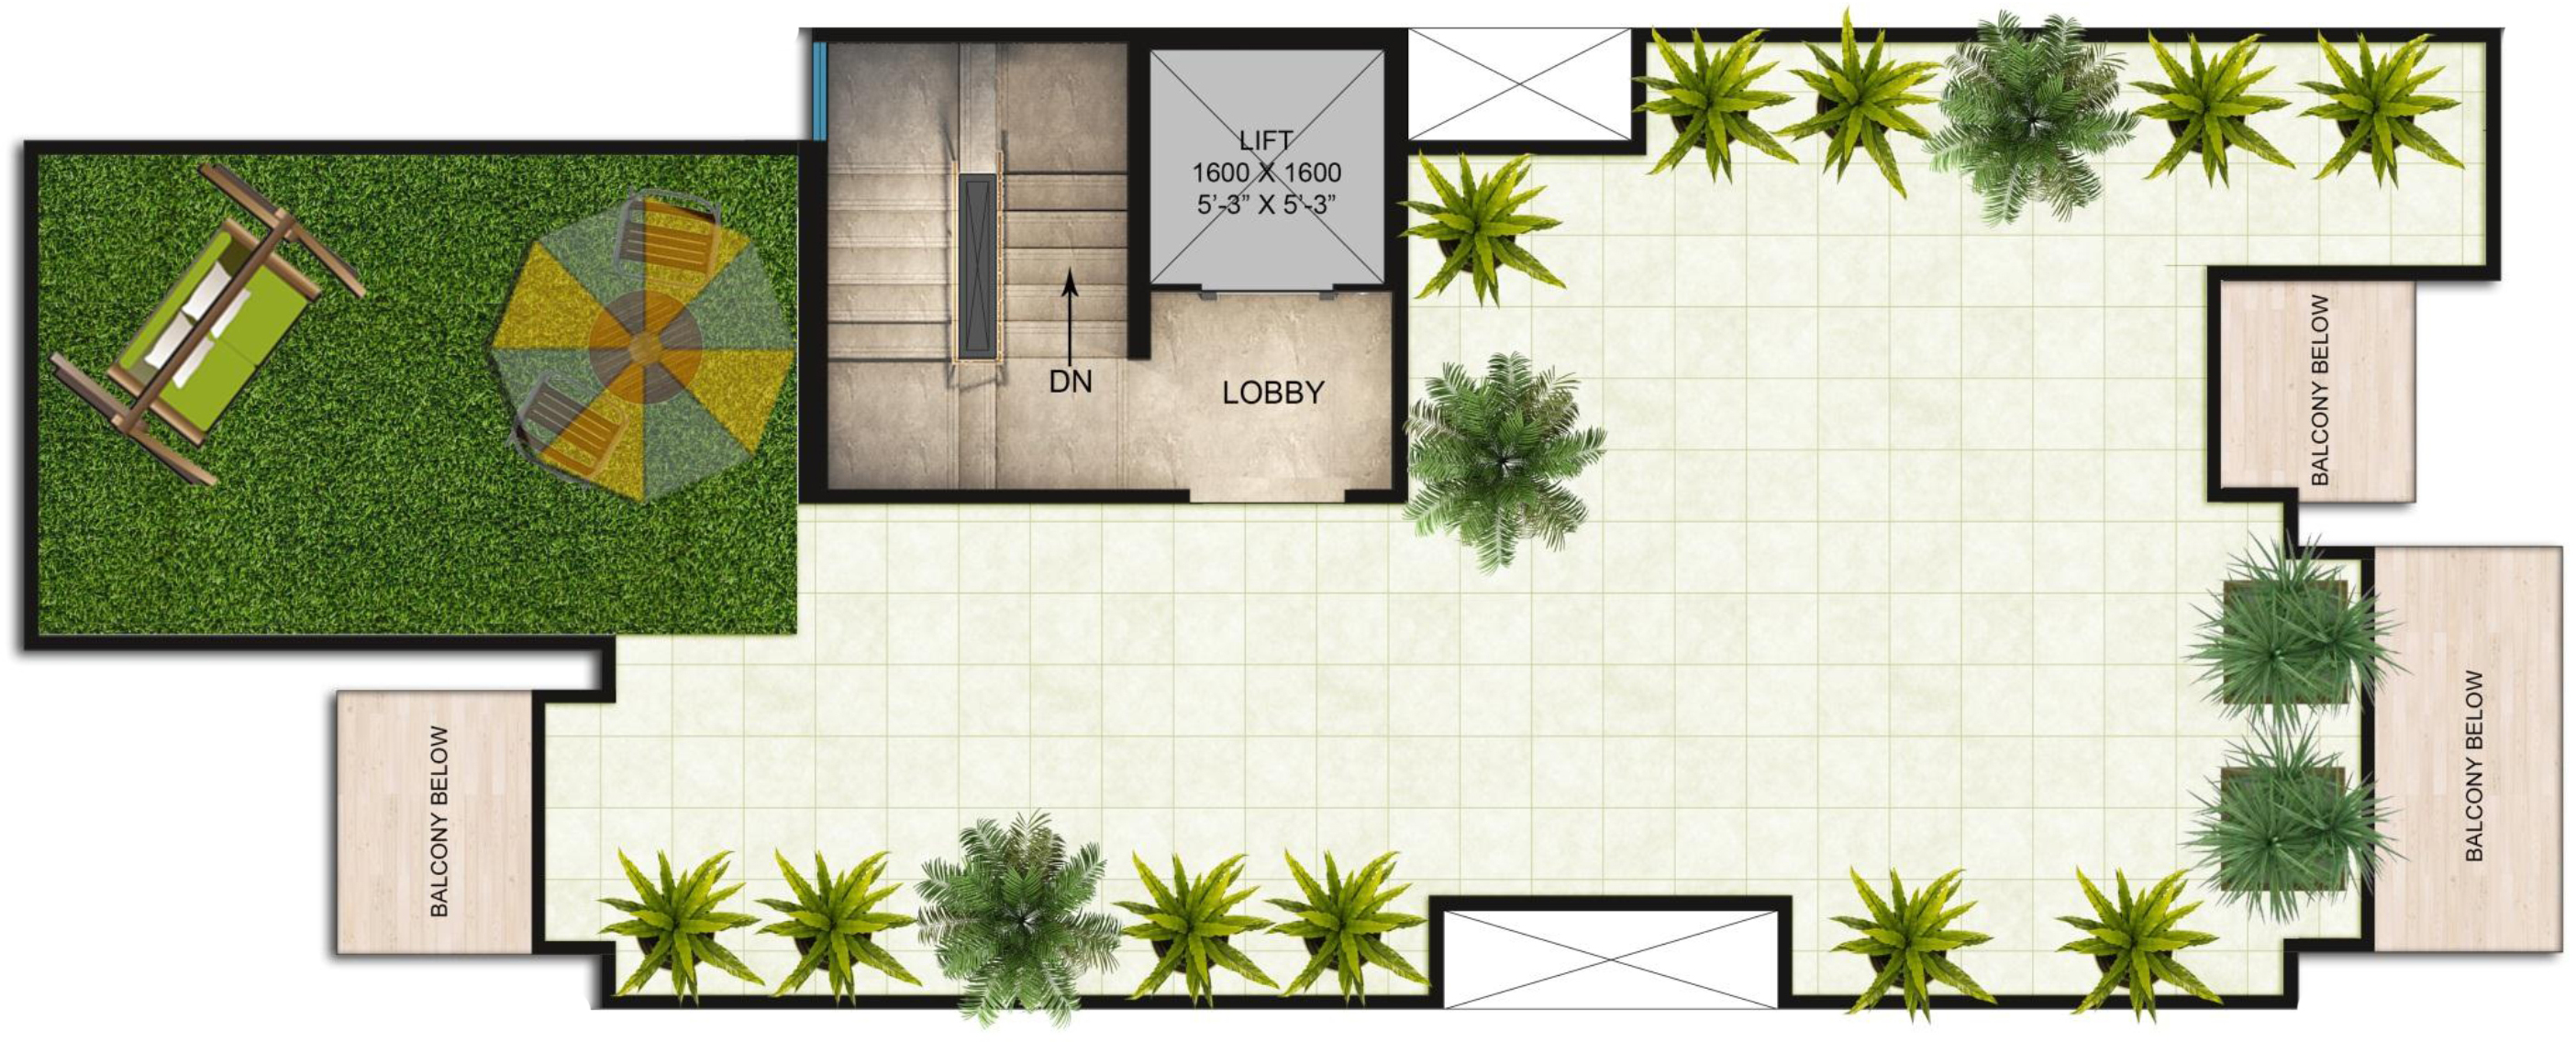 LIFT
1600 X 1600
5'-3" X 5'-3"
DN
LOBBY
BALCONY BELOW
BALCONY BELOW
BALCONY BELOW